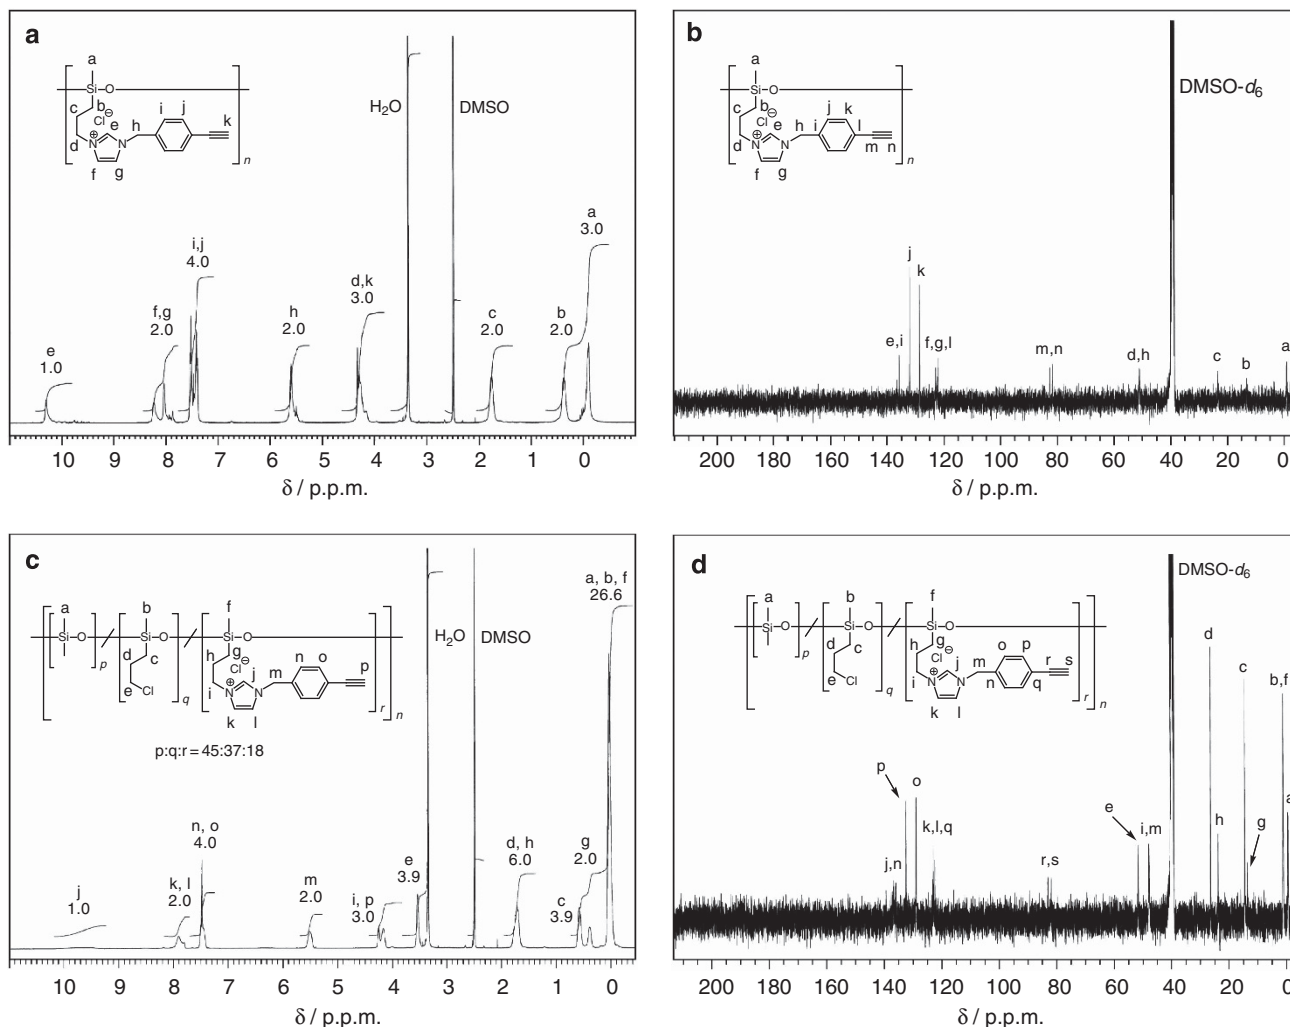 a
a
Si
O
c
b
Cl⊖
i
j
e
h
k
⊕
N
N
d
f
g
n
H2O
DMSO
a
3.0
i,j
4.0
d,k
3.0
f,g
2.0
h
2.0
c
2.0
b
2.0
e
1.0
10 9 8 7 6 5 4 3 2 1 0
δ / p.p.m.
b
a
Si
O
c
b
Cl⊖
j
k
e
h
i
l
⊕
N
N
d
m
n
f
g
n
DMSO-d6
j
k
e,i
f,g,l
m,n
d,h
c
b
a
200 180 160 140 120 100 80 60 40 20 0
δ / p.p.m.
c
a
b
f
Si
O
Si
O
Si
O
p
d
c
h
g
Cl⊖
n
o
e
Cl
j
m
p
⊕
N
N
i
q
r
n
k
l
p:q:r = 45:37:18
H2O
DMSO
a, b, f
26.6
n, o
4.0
k, l
2.0
j
1.0
m
2.0
i, p
3.0
e
3.9
d, h
6.0
g
2.0
c
3.9
10 9 8 7 6 5 4 3 2 1 0
δ / p.p.m.
d
a
b
f
Si
O
Si
O
Si
O
p
d
c
h
g
Cl⊖
o
p
e
Cl
j
m
r
s
⊕
N
N
i
n
q
q
r
n
k
l
DMSO-d6
d
c
b,f
p
o
k,l,q
j,n
r,s
e
i,m
h
g
a
200 180 160 140 120 100 80 60 40 20 0
δ / p.p.m.